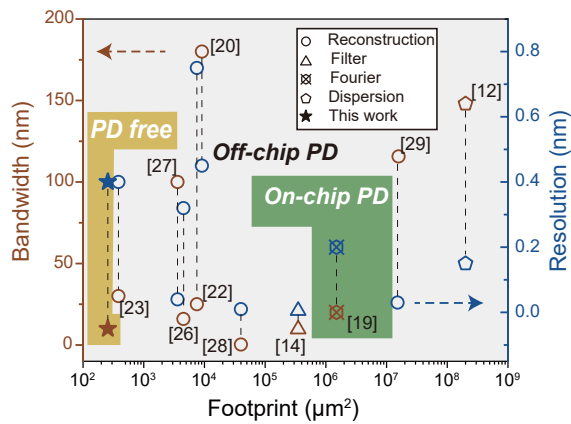 200
150
100
50
0
Bandwidth (nm)
0.8
0.6
0.4
0.2
0.0
Resolution (nm)
10²
10³
10⁴
10⁵
10⁶
10⁷
10⁸
10⁹
Footprint (µm²)
Reconstruction
Filter
Fourier
Dispersion
This work
PD free
Off-chip PD
On-chip PD
[20]
[12]
[29]
[27]
[23]
[26]
[22]
[28]
[14]
[19]